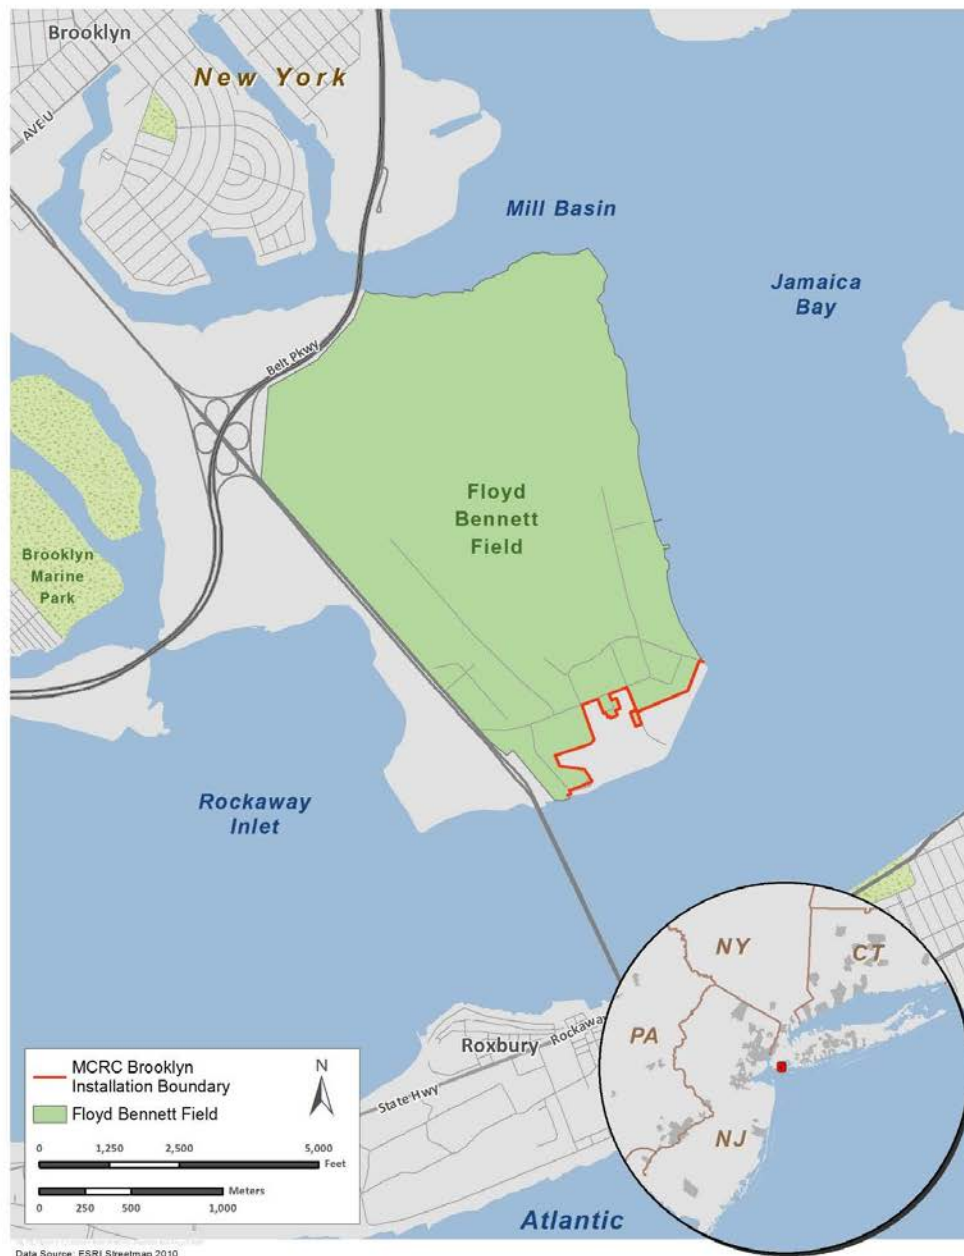 Brooklyn
New York
AVE U
Mill Basin
Jamaica
Bay
Belt Pkwy
Floyd
Bennett
Field
Brooklyn
Marine
Park
Rockaway
Inlet
NY
CT
PA
NJ
Roxbury
Rockaway
State Hwy
Atlantic
MCRC Brooklyn
Installation Boundary
N
Floyd Bennett Field
0 1,250 2,500 5,000
Feet
Meters
0 250 500 1,000
Data Source: ESRI Streetmap 2010